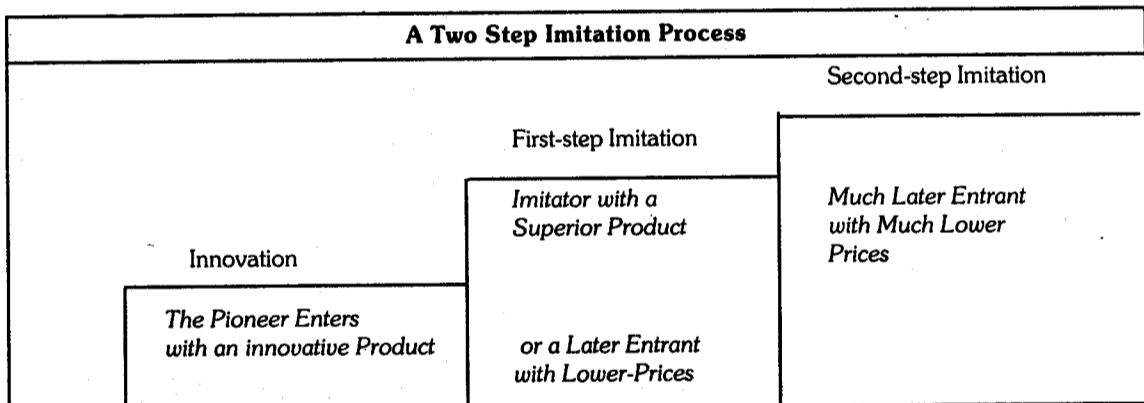 A Two Step Imitation Process
Second-step Imitation
First-step Imitation
Imitator with a
Superior Product
Much Later Entrant
with Much Lower
Prices
Innovation
The Pioneer Enters
with an innovative Product
or a Later Entrant
with Lower-Prices